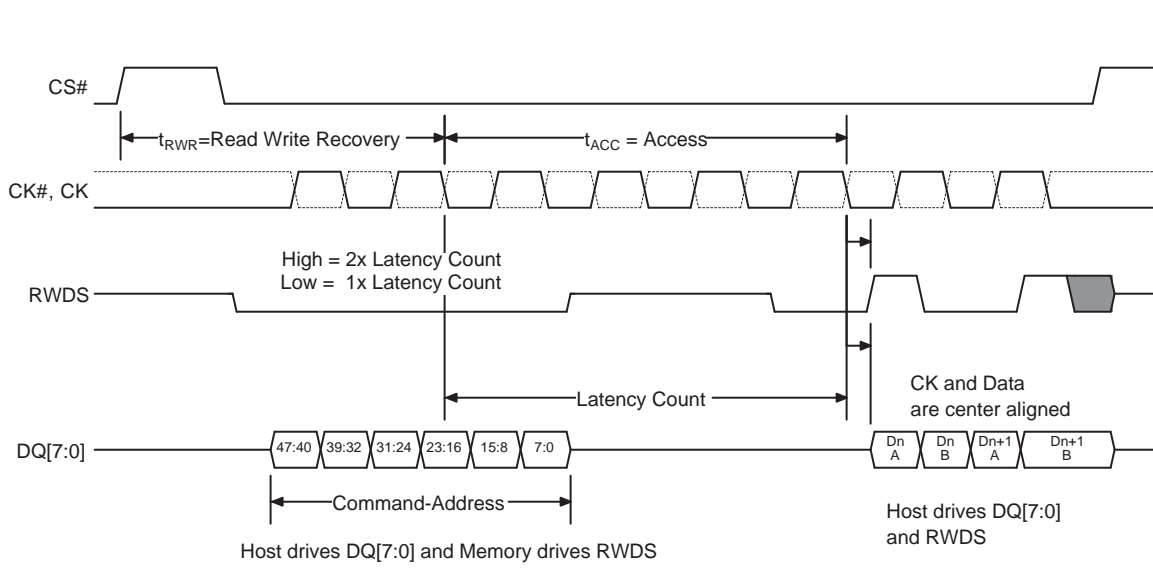 CS#
tRWR=Read Write Recovery
tACC = Access
CK#, CK
High = 2x Latency Count
Low = 1x Latency Count
RWDS
Latency Count
CK and Data
are center aligned
DQ[7:0]
47:40 39:32 31:24 23:16 15:8 7:0
Dn Dn Dn+1 Dn+1
A B A B
Command-Address
Host drives DQ[7:0]
and RWDS
Host drives DQ[7:0] and Memory drives RWDS